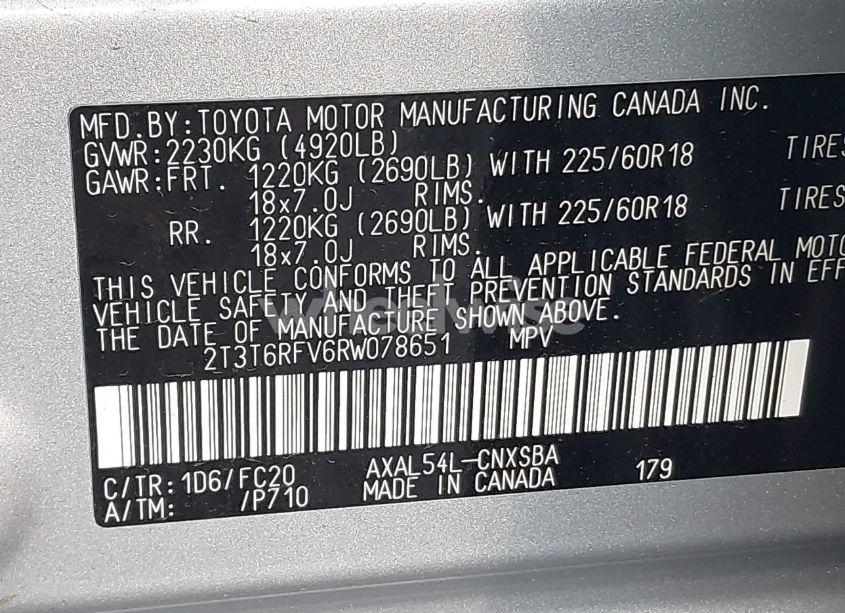 MFD.BY:TOYOTA MOTOR MANUFACTURING CANADA INC.
GVWR:2230KG (4920LB)
GAWR:FRT. 1220KG (2690LB) WITH 225/60R18 TIRES
18x7.0J RIMS.
RR. 1220KG (2690LB) WITH 225/60R18 TIRES
18x7.0J RIMS.
THIS VEHICLE CONFORMS TO ALL APPLICABLE FEDERAL MOTO
VEHICLE SAFETY AND THEFT PREVENTION STANDARDS IN EFF
THE DATE OF MANUFACTURE SHOWN ABOVE.
2T3T6RFV6RW078651 MPV
C/TR: 1D6/FC20 AXAL54L-CNXSBA 179
A/TM: /P710 MADE IN CANADA